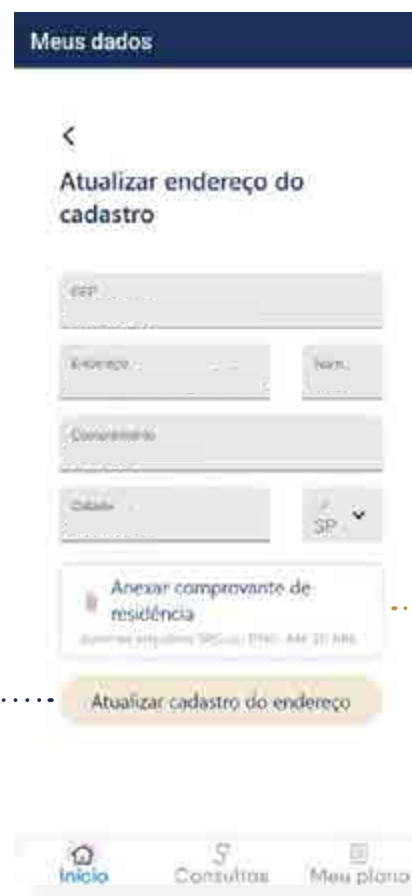 Meus dados
Atualizar endereço do
cadastro
CEP
Endereço
Num.
Complemento
Cidade
SP
Anexar comprovante de
residência
Atualizar cadastro do endereço
Início
Consultas
Meu plano